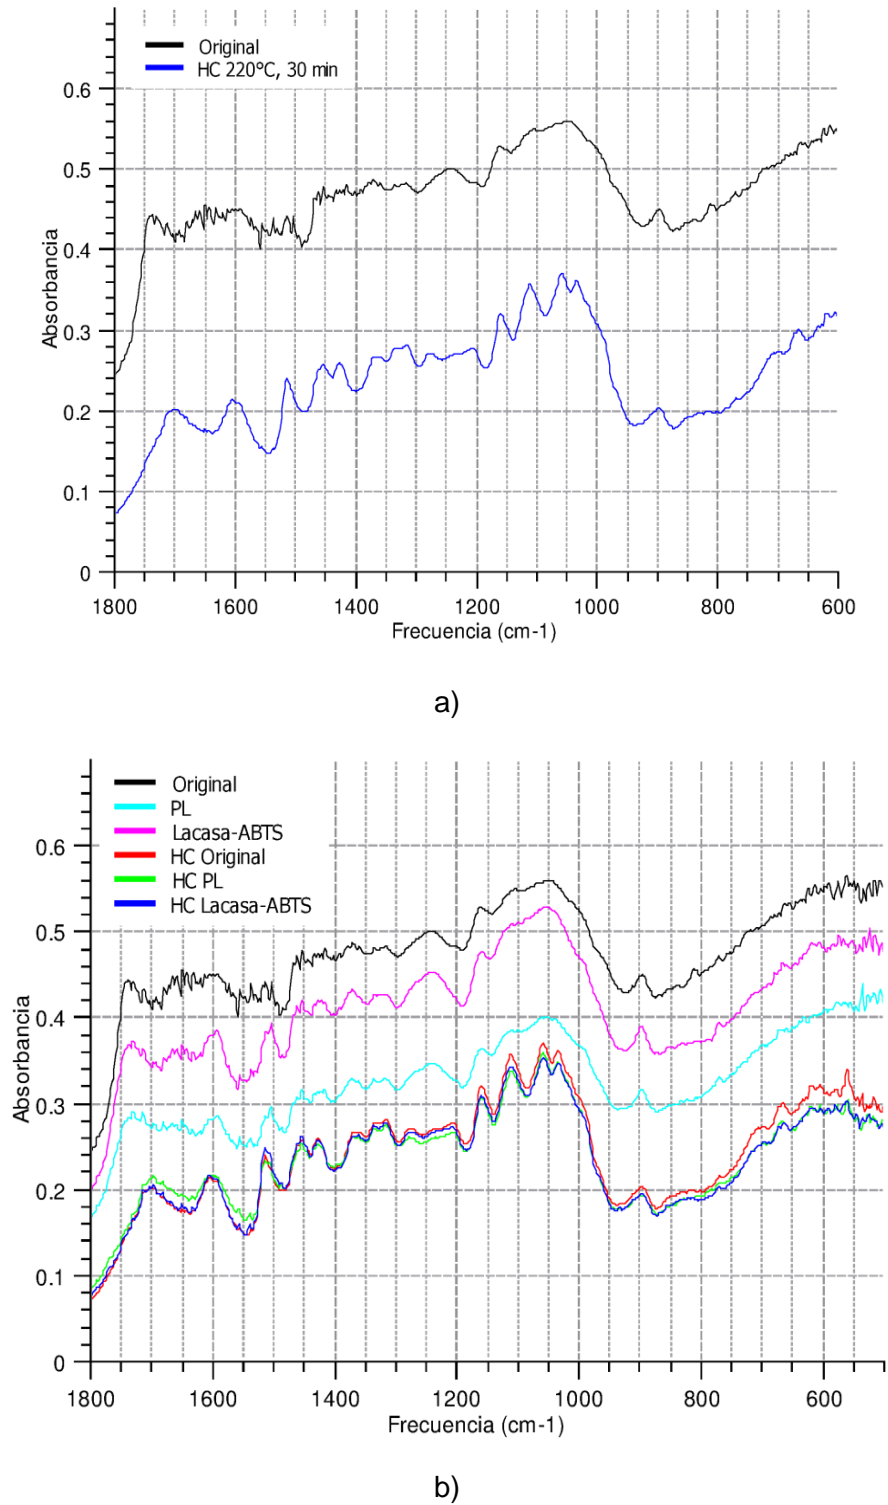 Original
HC 220°C, 30 min
0.6
0.5
0.4
0.3
0.2
0.1
0
Absorbancia
1800 1600 1400 1200 1000 800 600
Frecuencia (cm-1)
a)
Original
PL
Lacasa-ABTS
HC Original
HC PL
HC Lacasa-ABTS
0.6
0.5
0.4
0.3
0.2
0.1
0
Absorbancia
1800 1600 1400 1200 1000 800 600
Frecuencia (cm-1)
b)